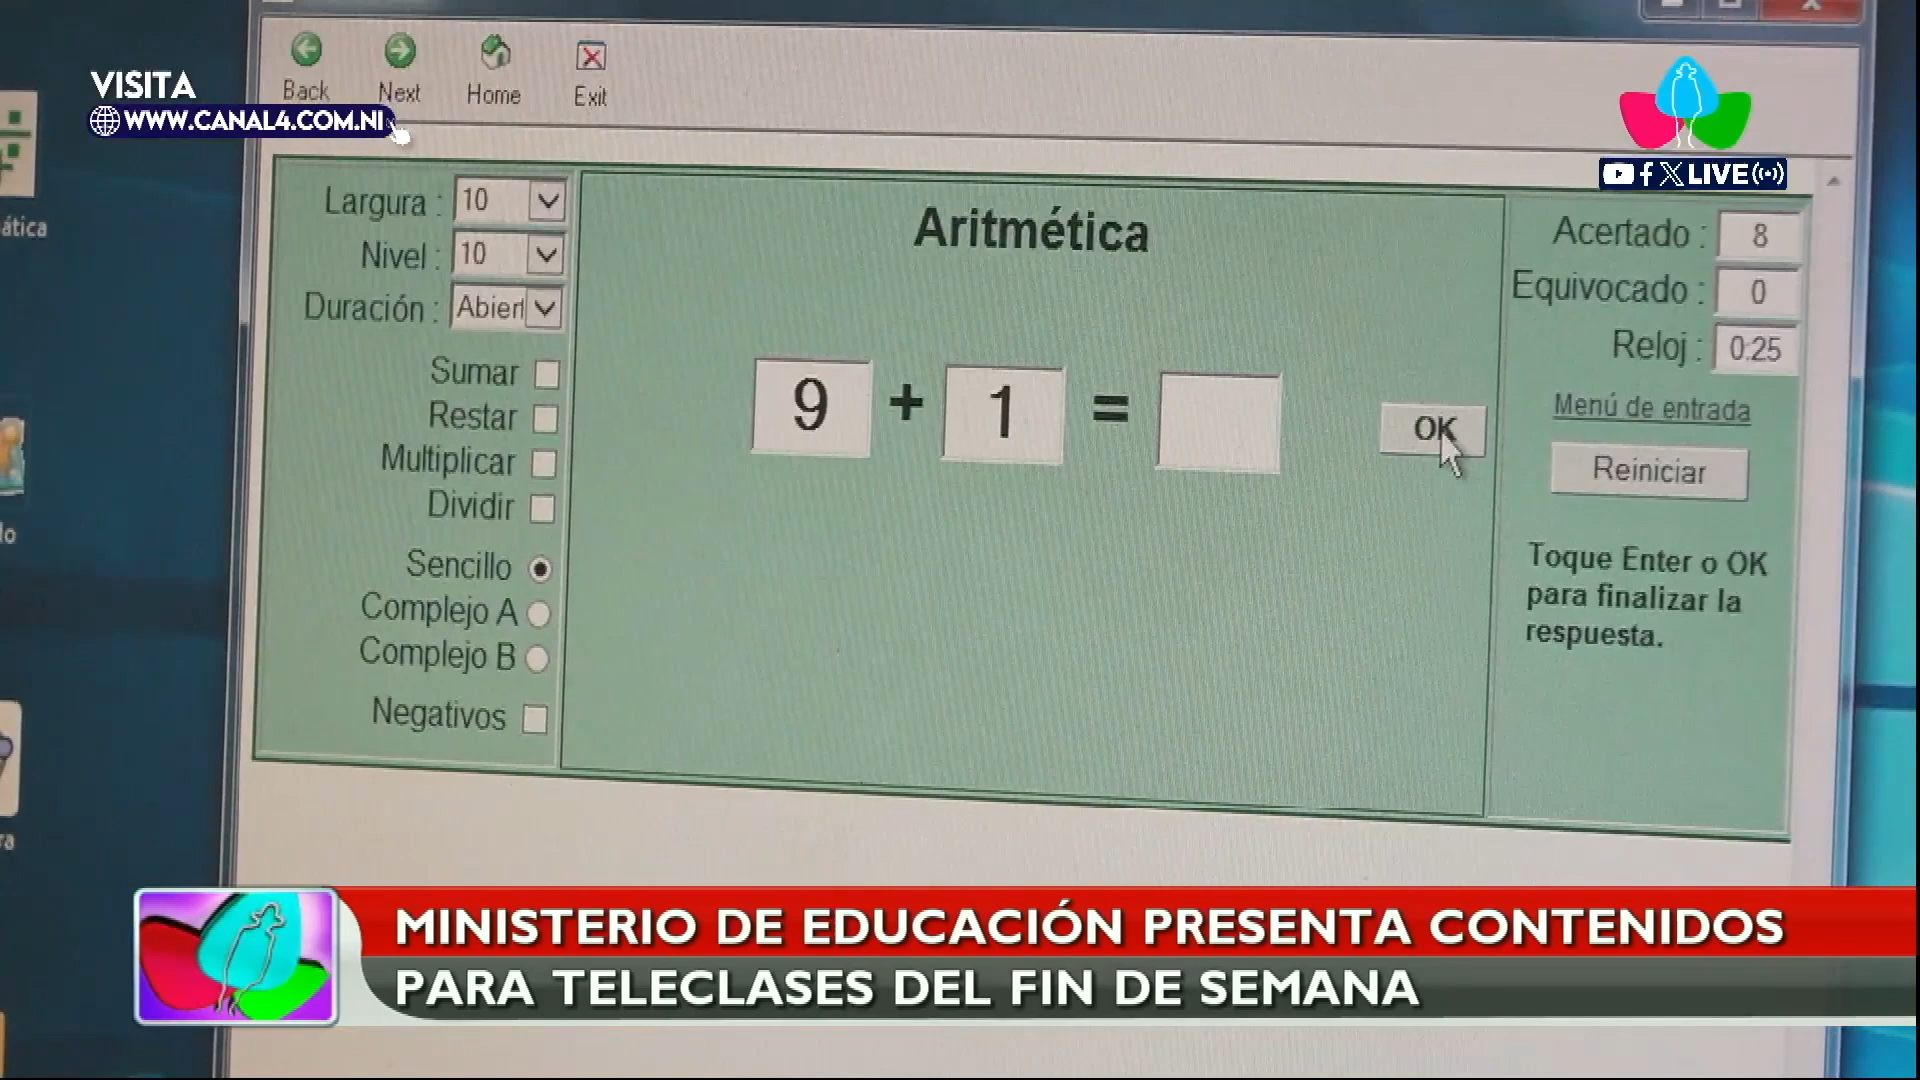 VISITA
WWW.CANAL4.COM.NI
LIVE
Back Next Home Exit
Largura : 10
Nivel : 10
Duración : Abiert
Sumar
Restar
Multiplicar
Dividir
Sencillo
Complejo A
Complejo B
Negativos
Aritmética
9 + 1 =
OK
Acertado : 8
Equivocado : 0
Reloj : 0:25
Menú de entrada
Reiniciar
Toque Enter o OK
para finalizar la
respuesta.
MINISTERIO DE EDUCACIÓN PRESENTA CONTENIDOS
PARA TELECLASES DEL FIN DE SEMANA